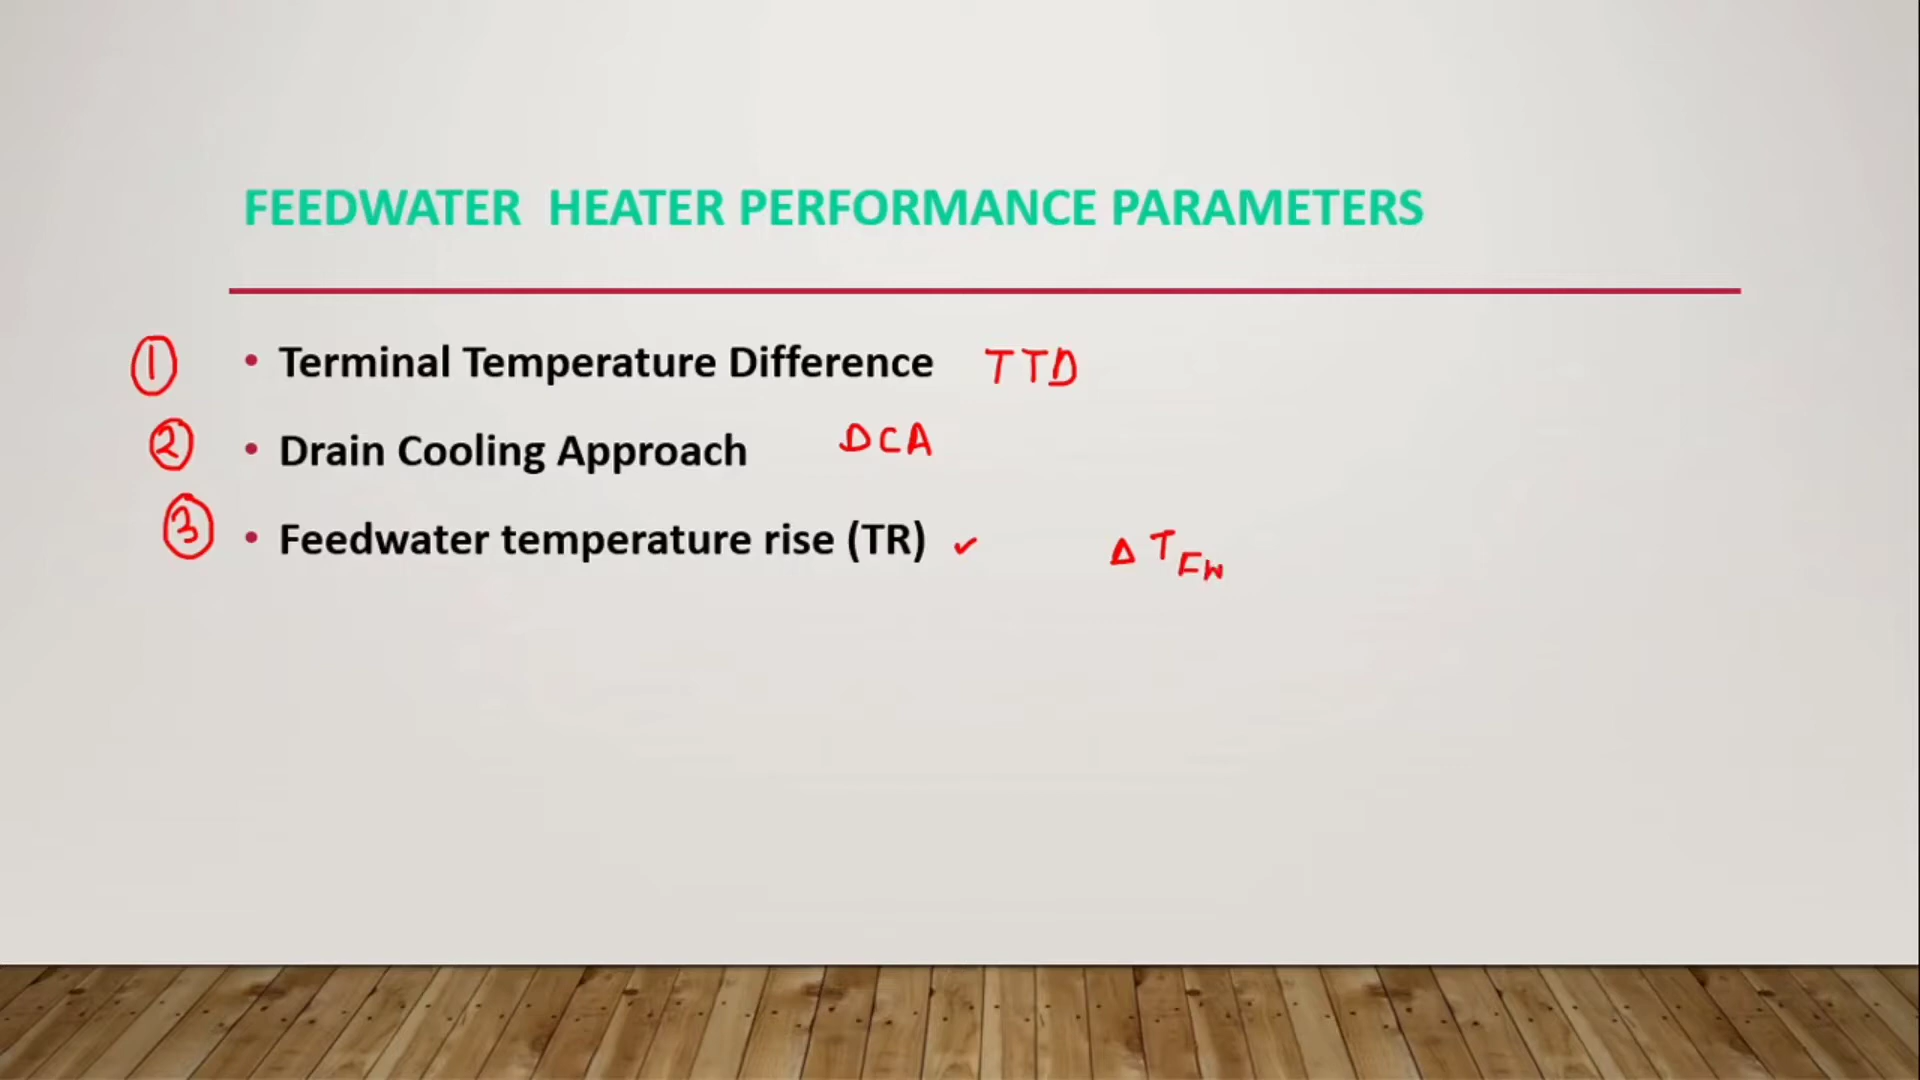 FEEDWATER HEATER PERFORMANCE PARAMETERS
① • Terminal Temperature Difference TTD
② • Drain Cooling Approach DCA
③ • Feedwater temperature rise (TR) ✓ Δ T FW